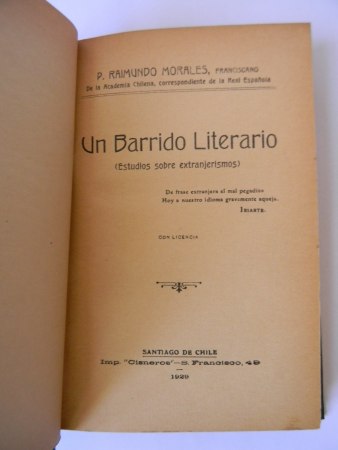 P. RAIMUNDO MORALES, FRANCISCANO
De la Academia Chilena, correspondiente de la Real Española
Un Barrido Literario
(Estudios sobre extranjerismos)
De frase extranjera el mal pegadizo
Hoy a nuestro idioma gravemente aqueja.
IRIARTE.
CON LICENCIA
SANTIAGO DE CHILE
Imp. "Cisneros"—S. Francisco, 49
1929